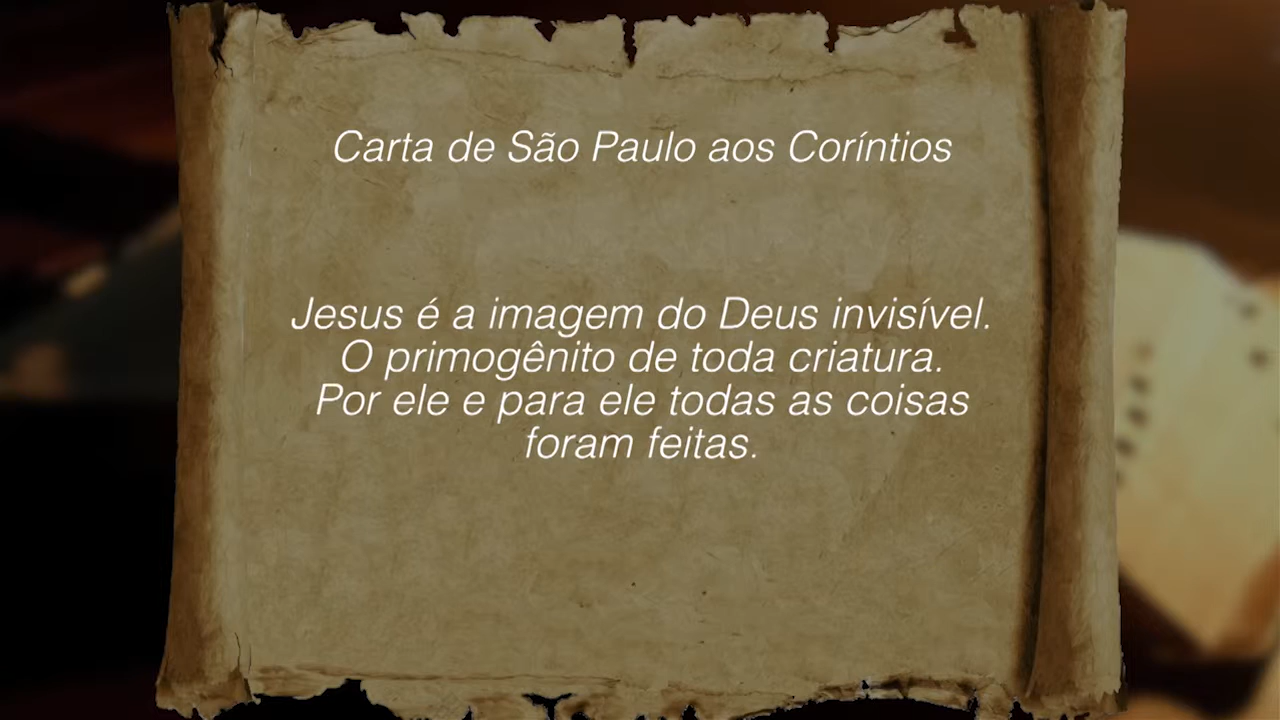 Carta de São Paulo aos Coríntios
Jesus é a imagem do Deus invisível.
O primogênito de toda criatura.
Por ele e para ele todas as coisas
foram feitas.